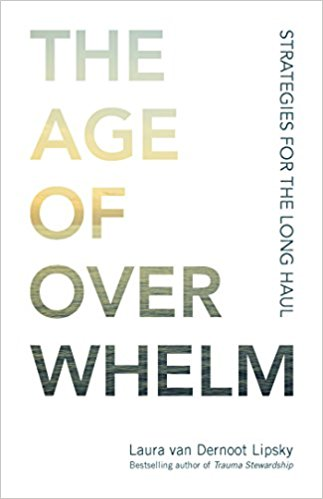 THE
AGE
OF
OVER
WHELM
STRATEGIES FOR THE LONG HAUL
Laura van Dernoot Lipsky
Bestselling author of Trauma Stewardship